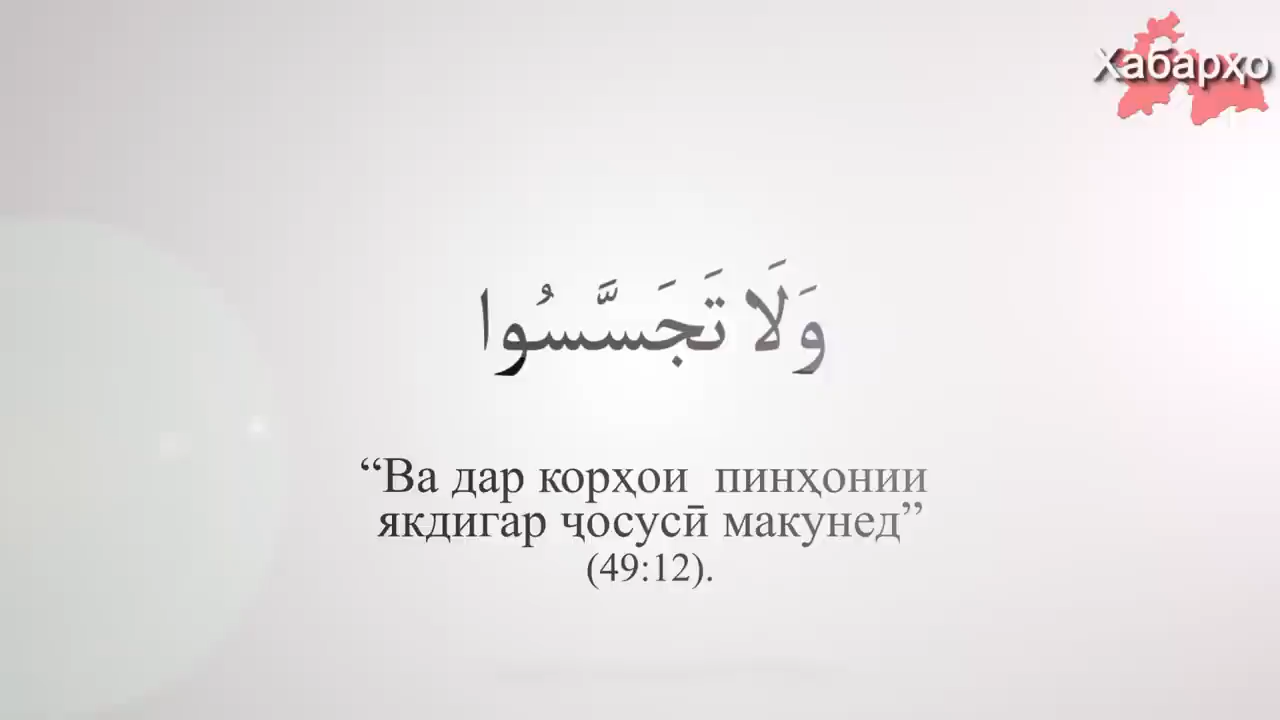 Хабарҳо
وَلَا تَجَسَّسُوا
“Ва дар корҳои пинҳонии
якдигар ҷосусӣ макунед”
(49:12).